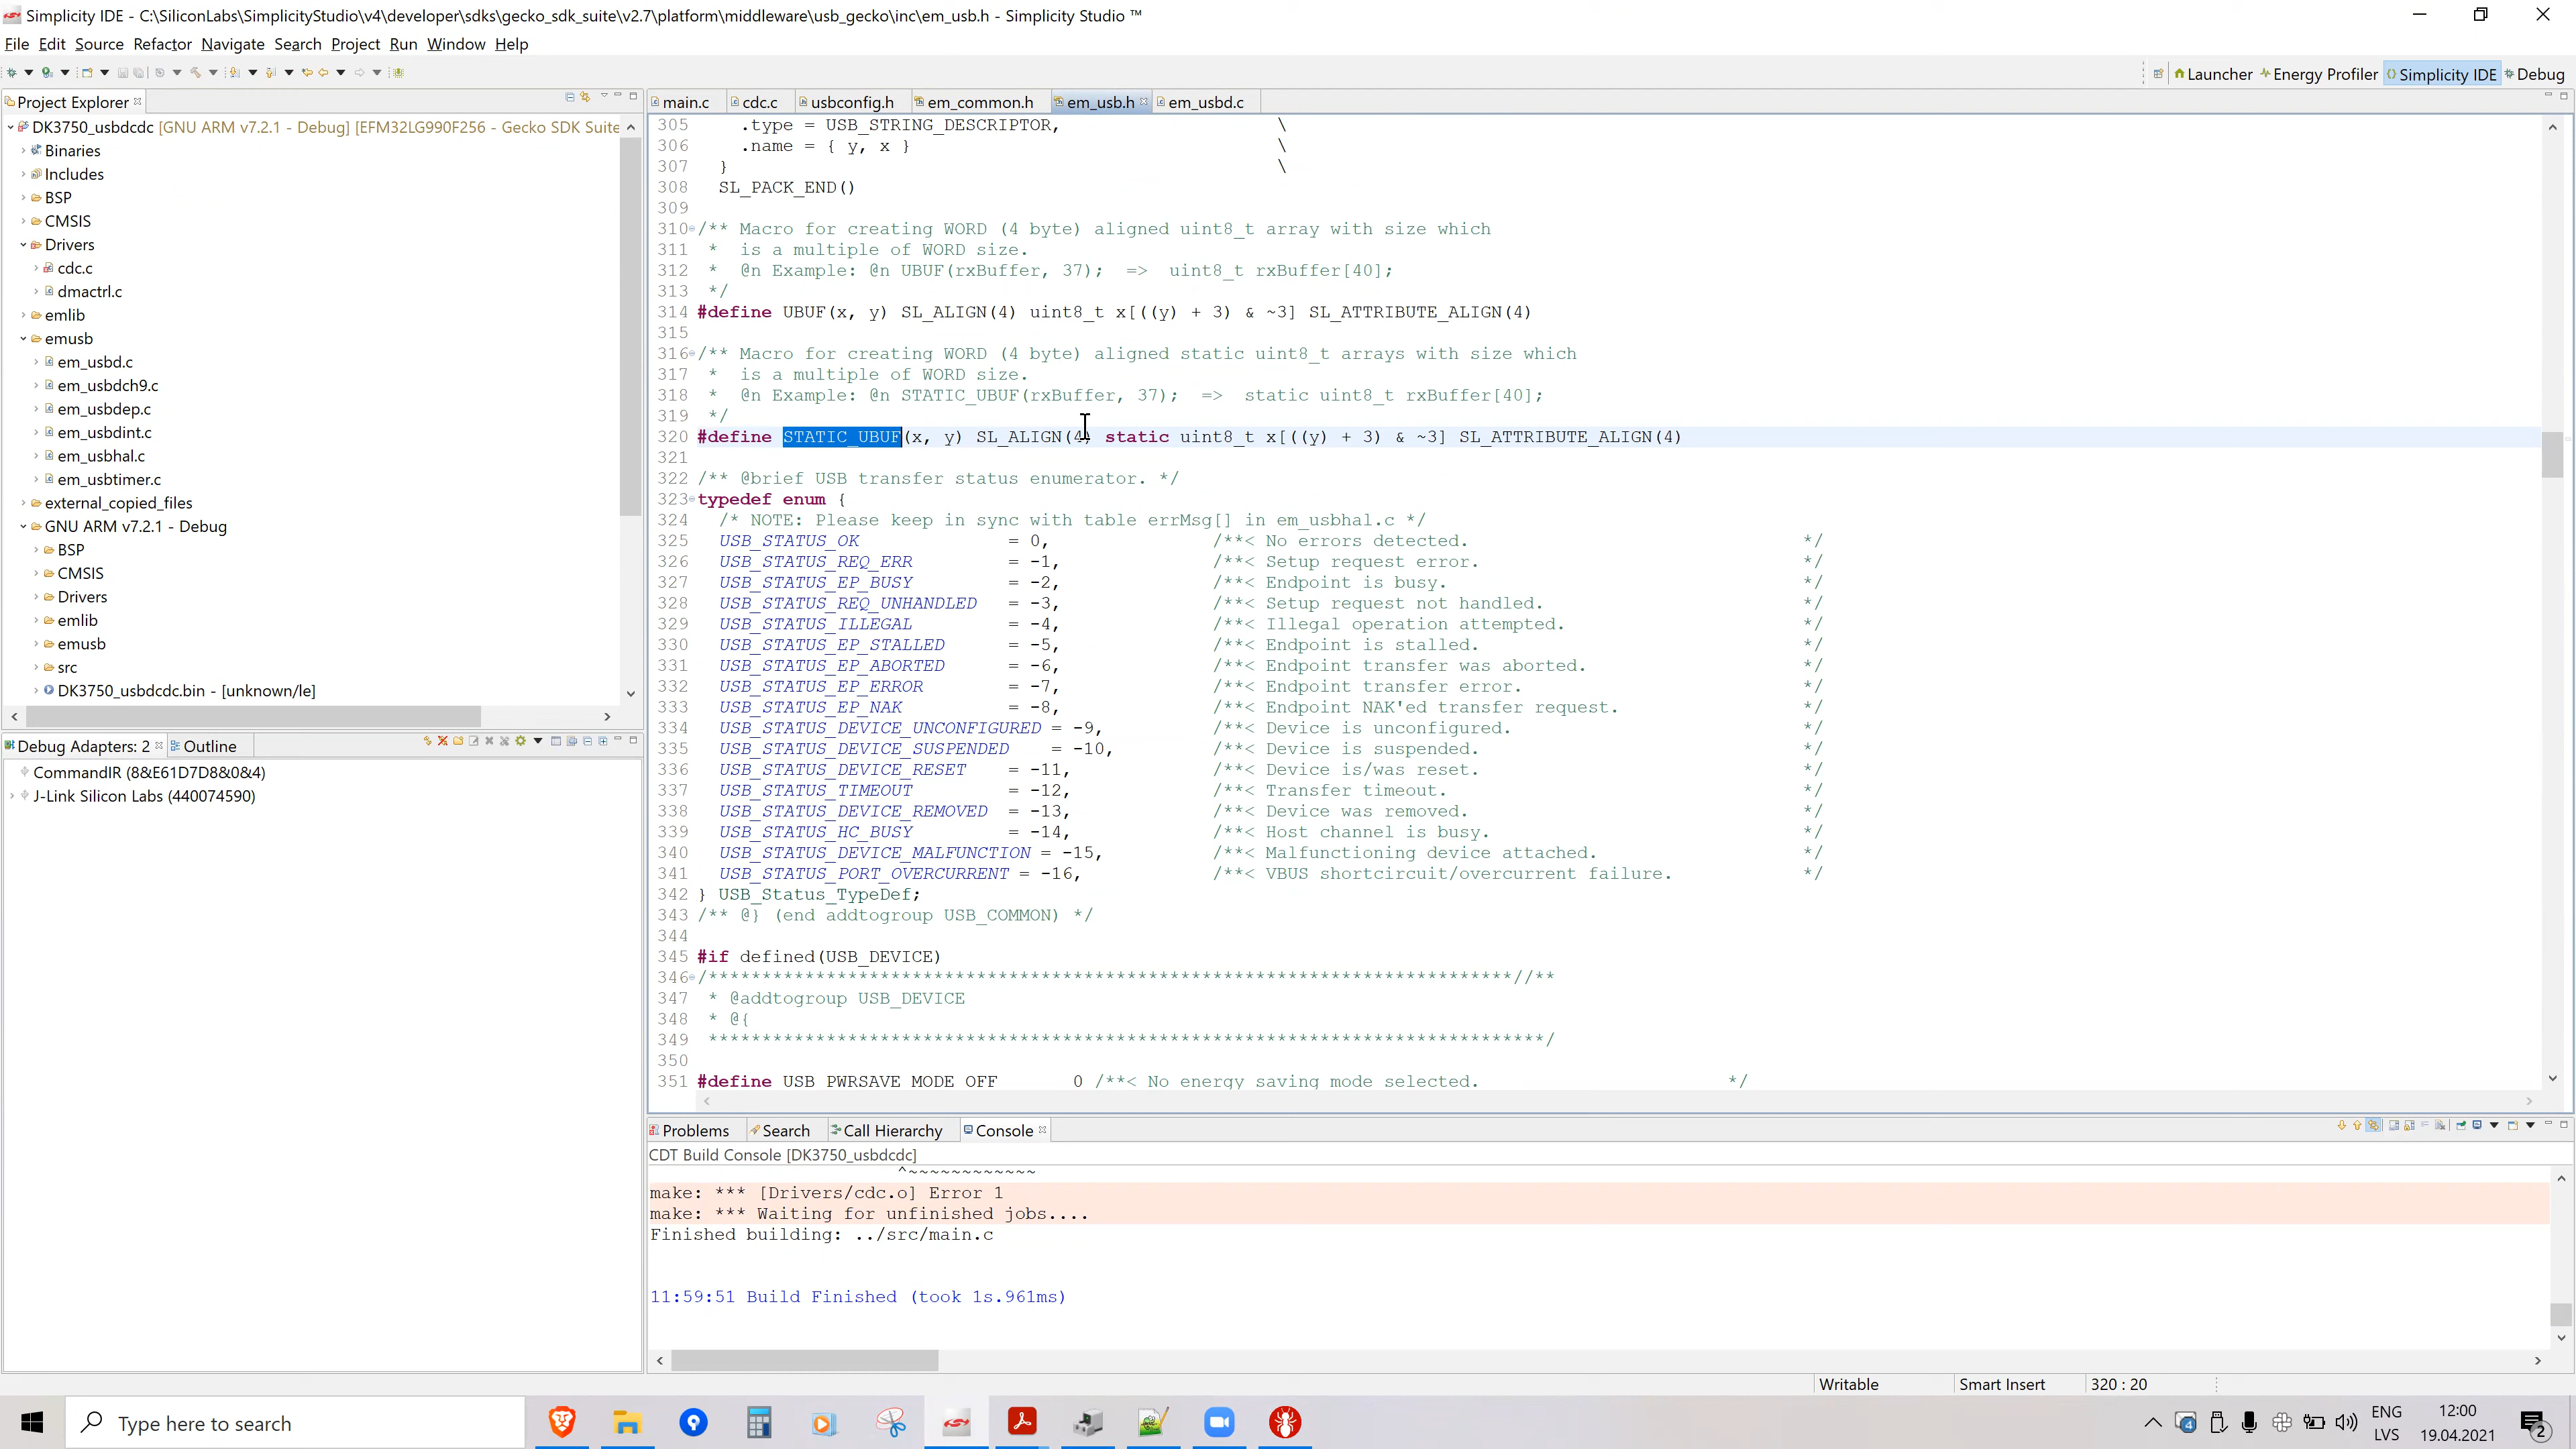 Simplicity IDE - C:\SiliconLabs\SimplicityStudio\v4\developer\sdks\gecko_sdk_suite\v2.7\platform\middleware\usb_gecko\inc\em_usb.h - Simplicity Studio ™
File Edit Source Refactor Navigate Search Project Run Window Help
Launcher Energy Profiler Simplicity IDE Debug
Project Explorer
DK3750_usbdcdc [GNU ARM v7.2.1 - Debug] [EFM32LG990F256 - Gecko SDK Suite
Binaries
Includes
BSP
CMSIS
Drivers
cdc.c
dmactrl.c
emlib
emusb
em_usbd.c
em_usbdch9.c
em_usbdep.c
em_usbdint.c
em_usbhal.c
em_usbtimer.c
external_copied_files
GNU ARM v7.2.1 - Debug
BSP
CMSIS
Drivers
emlib
emusb
src
DK3750_usbdcdc.bin - [unknown/le]
Debug Adapters: 2 Outline
CommandIR (8&E61D7D8&0&4)
J-Link Silicon Labs (440074590)
main.c cdc.c usbconfig.h em_common.h em_usb.h em_usbd.c
305 .type = USB_STRING_DESCRIPTOR, \
306 .name = { y, x } \
307 } \
308 SL_PACK_END()
309
310 /** Macro for creating WORD (4 byte) aligned uint8_t array with size which
311 * is a multiple of WORD size.
312 * @n Example: @n UBUF(rxBuffer, 37); => uint8_t rxBuffer[40];
313 */
314 #define UBUF(x, y) SL_ALIGN(4) uint8_t x[((y) + 3) & ~3] SL_ATTRIBUTE_ALIGN(4)
315
316 /** Macro for creating WORD (4 byte) aligned static uint8_t arrays with size which
317 * is a multiple of WORD size.
318 * @n Example: @n STATIC_UBUF(rxBuffer, 37); => static uint8_t rxBuffer[40];
319 */
320 #define STATIC_UBUF(x, y) SL_ALIGN(4) static uint8_t x[((y) + 3) & ~3] SL_ATTRIBUTE_ALIGN(4)
321
322 /** @brief USB transfer status enumerator. */
323 typedef enum {
324 /* NOTE: Please keep in sync with table errMsg[] in em_usbhal.c */
325 USB_STATUS_OK = 0, /**< No errors detected. */
326 USB_STATUS_REQ_ERR = -1, /**< Setup request error. */
327 USB_STATUS_EP_BUSY = -2, /**< Endpoint is busy. */
328 USB_STATUS_REQ_UNHANDLED = -3, /**< Setup request not handled. */
329 USB_STATUS_ILLEGAL = -4, /**< Illegal operation attempted. */
330 USB_STATUS_EP_STALLED = -5, /**< Endpoint is stalled. */
331 USB_STATUS_EP_ABORTED = -6, /**< Endpoint transfer was aborted. */
332 USB_STATUS_EP_ERROR = -7, /**< Endpoint transfer error. */
333 USB_STATUS_EP_NAK = -8, /**< Endpoint NAK'ed transfer request. */
334 USB_STATUS_DEVICE_UNCONFIGURED = -9, /**< Device is unconfigured. */
335 USB_STATUS_DEVICE_SUSPENDED = -10, /**< Device is suspended. */
336 USB_STATUS_DEVICE_RESET = -11, /**< Device is/was reset. */
337 USB_STATUS_TIMEOUT = -12, /**< Transfer timeout. */
338 USB_STATUS_DEVICE_REMOVED = -13, /**< Device was removed. */
339 USB_STATUS_HC_BUSY = -14, /**< Host channel is busy. */
340 USB_STATUS_DEVICE_MALFUNCTION = -15, /**< Malfunctioning device attached. */
341 USB_STATUS_PORT_OVERCURRENT = -16, /**< VBUS shortcircuit/overcurrent failure. */
342 } USB_Status_TypeDef;
343 /** @} (end addtogroup USB_COMMON) */
344
345 #if defined(USB_DEVICE)
346 /***************************************************************************//**
347 * @addtogroup USB_DEVICE
348 * @{
349 ******************************************************************************/
350
351 #define USB_PWRSAVE_MODE_OFF 0 /**< No energy saving mode selected. */
Problems Search Call Hierarchy Console
CDT Build Console [DK3750_usbdcdc]
^~~~~~~~~~~~~
make: *** [Drivers/cdc.o] Error 1
make: *** Waiting for unfinished jobs....
Finished building: ../src/main.c
11:59:51 Build Finished (took 1s.961ms)
Writable Smart Insert 320 : 20
Type here to search
4
ENG
LVS
12:00
19.04.2021
2